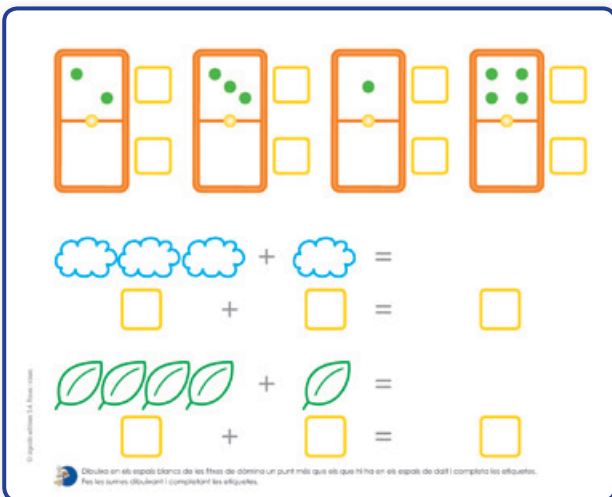 + =
+ =
+ =
+ =
Dibuixa en els espais blancs de les fitxes de dòmino un punt més que els que hi ha en els espais de dalt i completa les etiquetes.
Fes les sumes dibuixant i completant les etiquetes.